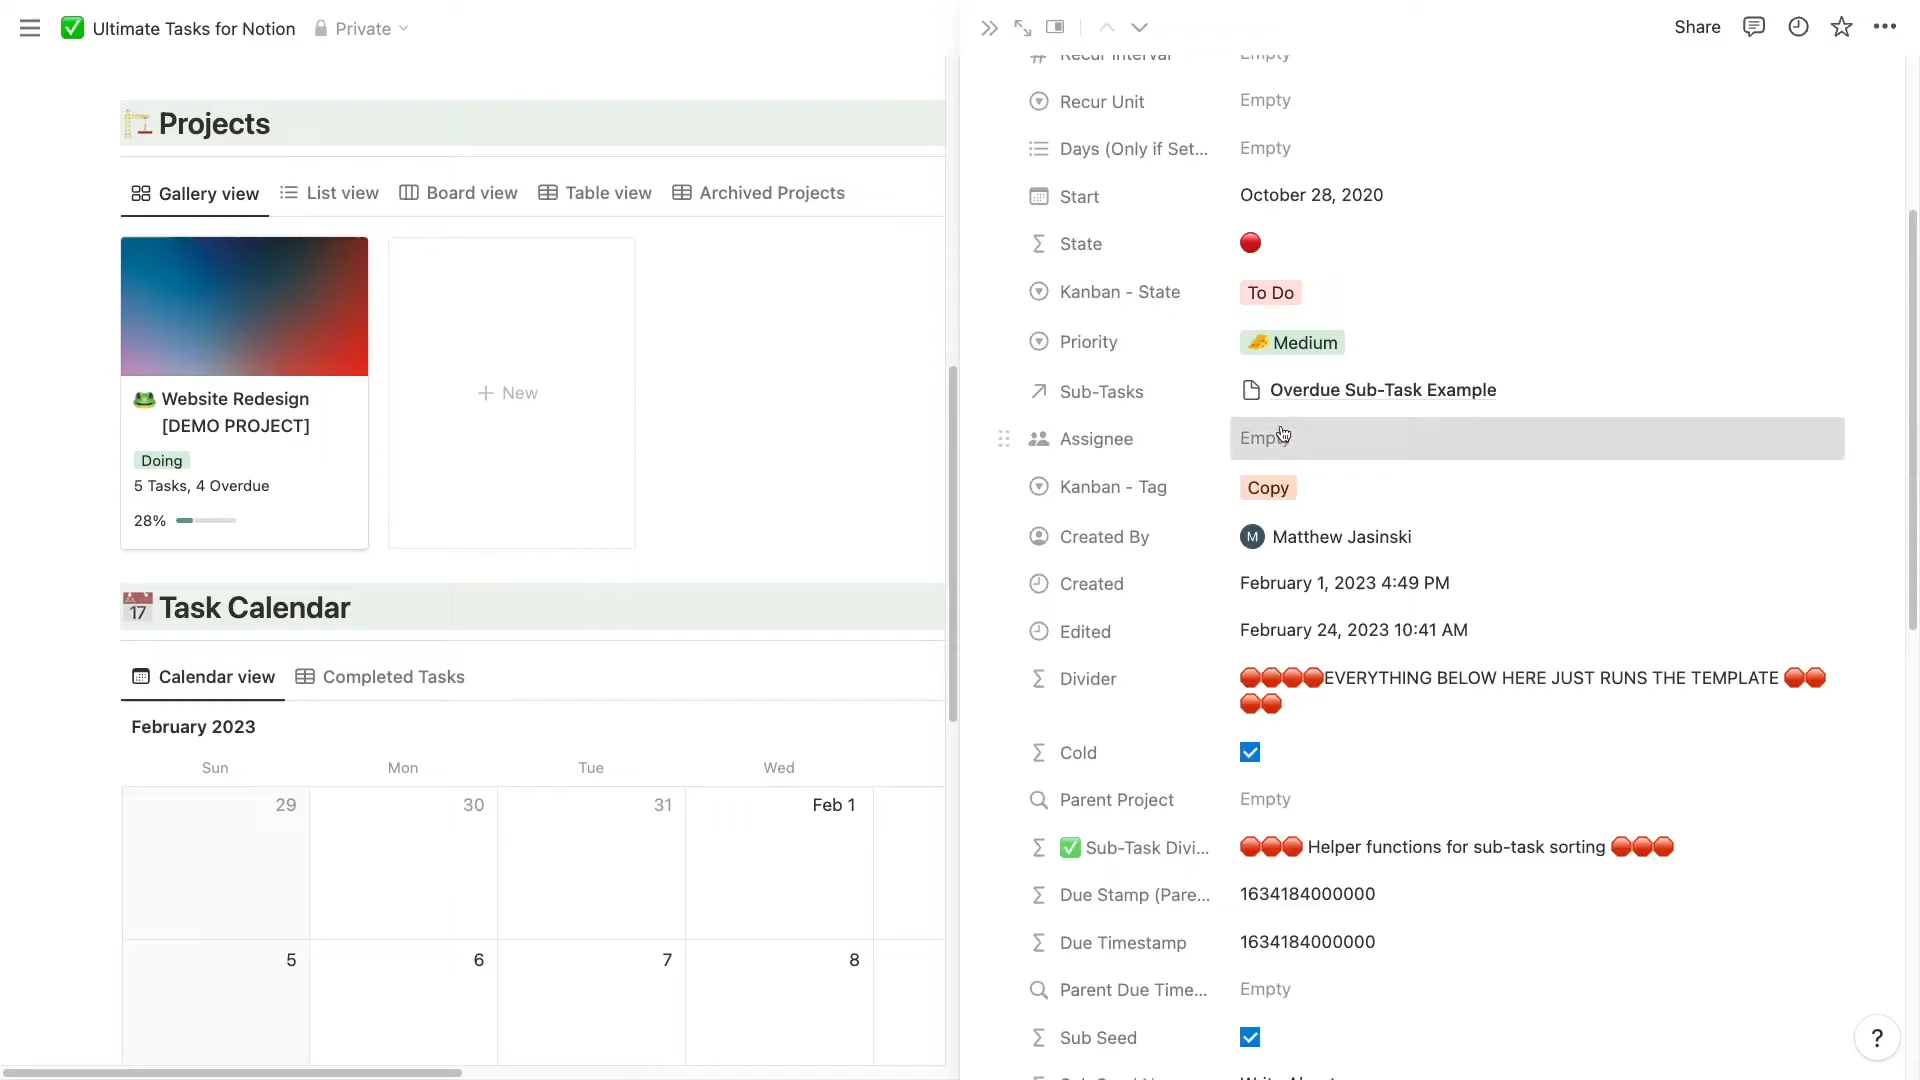 Ultimate Tasks for Notion
Private
Share
Projects
Gallery view
List view
Board view
Table view
Archived Projects
Website Redesign
[DEMO PROJECT]
Doing
5 Tasks, 4 Overdue
28%
+ New
17 Task Calendar
Calendar view
Completed Tasks
February 2023
Sun Mon Tue Wed
29 30 31 Feb 1
5 6 7 8
Recur Interval Empty
Recur Unit Empty
Days (Only if Set... Empty
Start October 28, 2020
State
Kanban - State To Do
Priority Medium
Sub-Tasks Overdue Sub-Task Example
Assignee Empty
Kanban - Tag Copy
Created By M Matthew Jasinski
Created February 1, 2023 4:49 PM
Edited February 24, 2023 10:41 AM
Divider EVERYTHING BELOW HERE JUST RUNS THE TEMPLATE
Cold
Parent Project Empty
Sub-Task Divi... Helper functions for sub-task sorting
Due Stamp (Pare... 1634184000000
Due Timestamp 1634184000000
Parent Due Time... Empty
Sub Seed
?